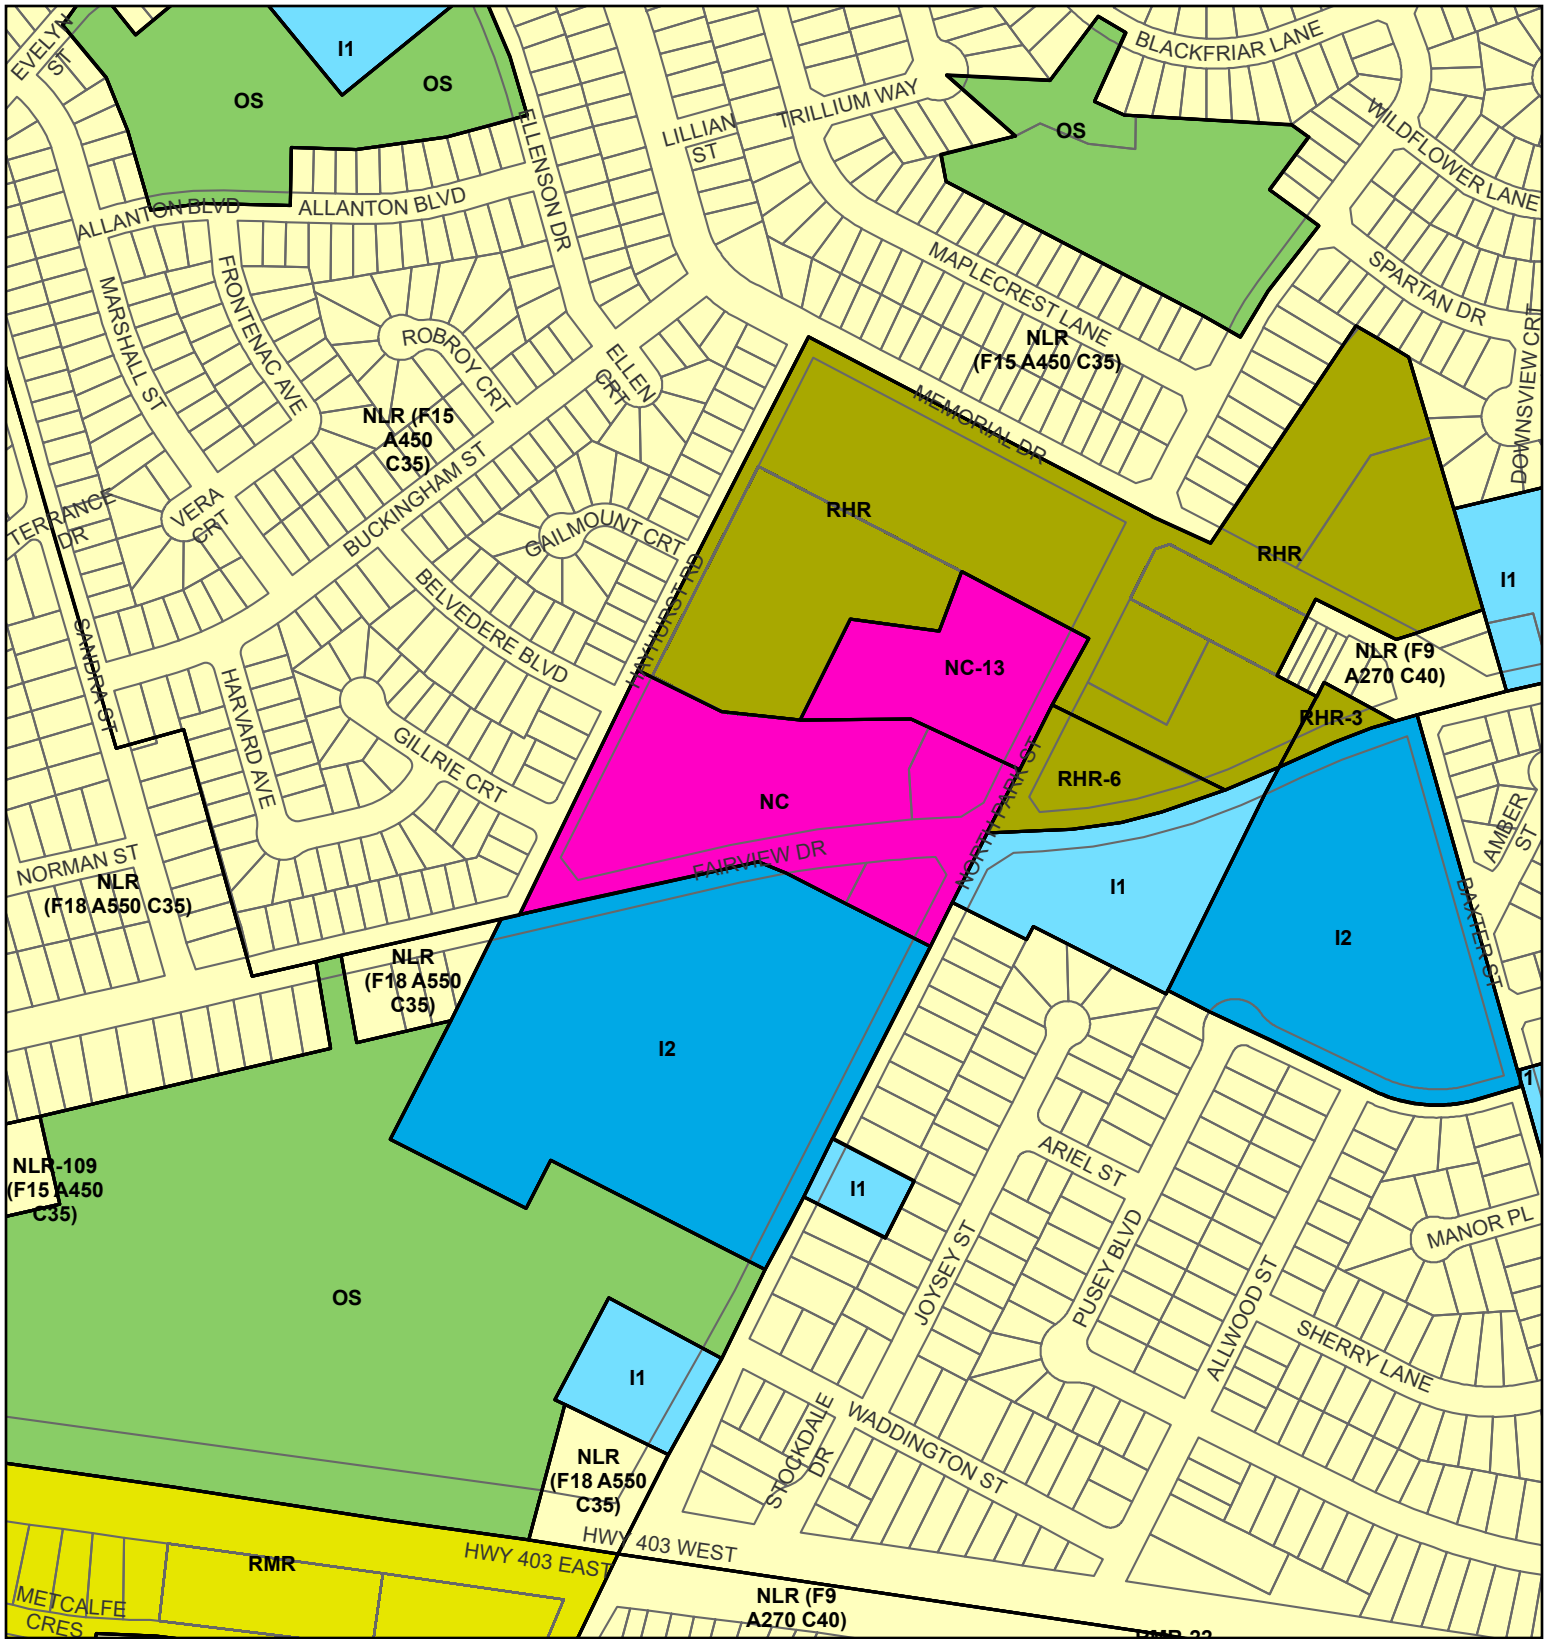 EVELYN
ST
I1
OS
OS
BLACKFRIAR LANE
TRILLIUM WAY
LILLIAN
ST
OS
WILDFLOWER LANE
ELLENSON DR
ALLANTON BLVD
ALLANTON BLVD
MARSHALL ST
FRONTENAC AVE
MAPLECREST LANE
SPARTAN DR
DOWNSVIEW CRT
ROBROY CRT
ELLEN
CRT
NLR
(F15 A450 C35)
NLR (F15
A450
C35)
MEMORIAL DR
BUCKINGHAM ST
VERA
CRT
TERRANCE
DR
GAILMOUNT CRT
RHR
RHR
I1
BELVEDERE BLVD
HAYHURST RD
SANDRA ST
HARVARD AVE
NC-13
NLR (F9
A270 C40)
RHR-3
GILLRIE CRT
RHR-6
NORTH PARK ST
NC
AMBER
ST
FAIRVIEW DR
NORMAN ST
NLR
(F18 A550 C35)
I1
I2
BAXTER ST
NLR
(F18 A550
C35)
I2
1
NLR-109
(F15 A450
C35)
I1
ARIEL ST
JOYSEY ST
PUSEY BLVD
MANOR PL
ALLWOOD ST
OS
I1
SHERRY LANE
STOCKDALE
DR
WADDINGTON ST
NLR
(F18 A550
C35)
HWY 403 WEST
HWY 403 EAST
RMR
METCALFE
CRES
NLR (F9
A270 C40)